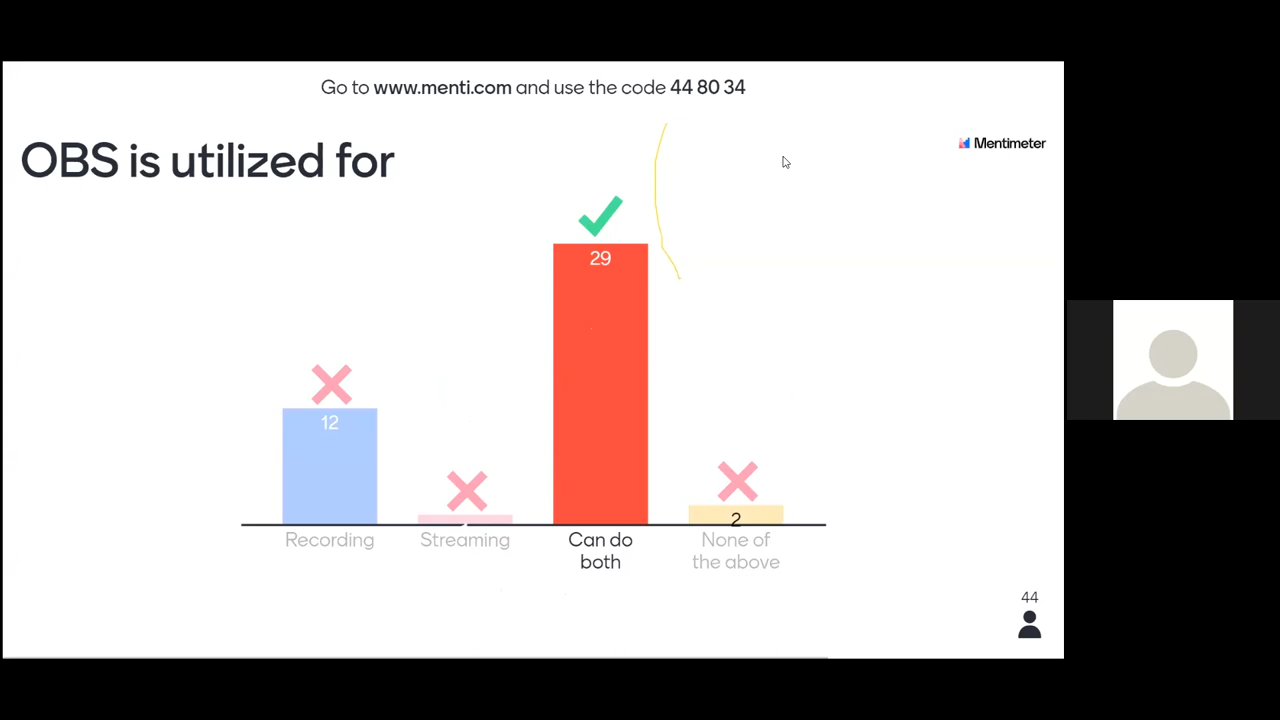 Go to www.menti.com and use the code 44 80 34
OBS is utilized for
Mentimeter
29
12
2
Recording
Streaming
Can do
both
None of
the above
44